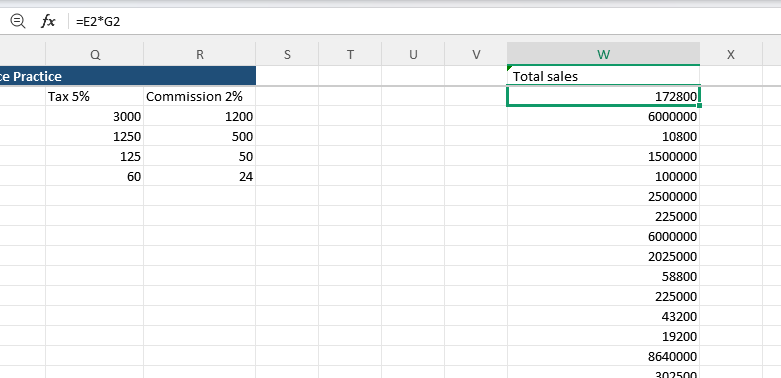 fx =E2*G2
Q R S T U V W X
ce Practice Total sales
Tax 5% Commission 2% 172800
3000 1200 6000000
1250 500 10800
125 50 1500000
60 24 100000
2500000
225000
6000000
2025000
58800
225000
43200
19200
8640000
302500